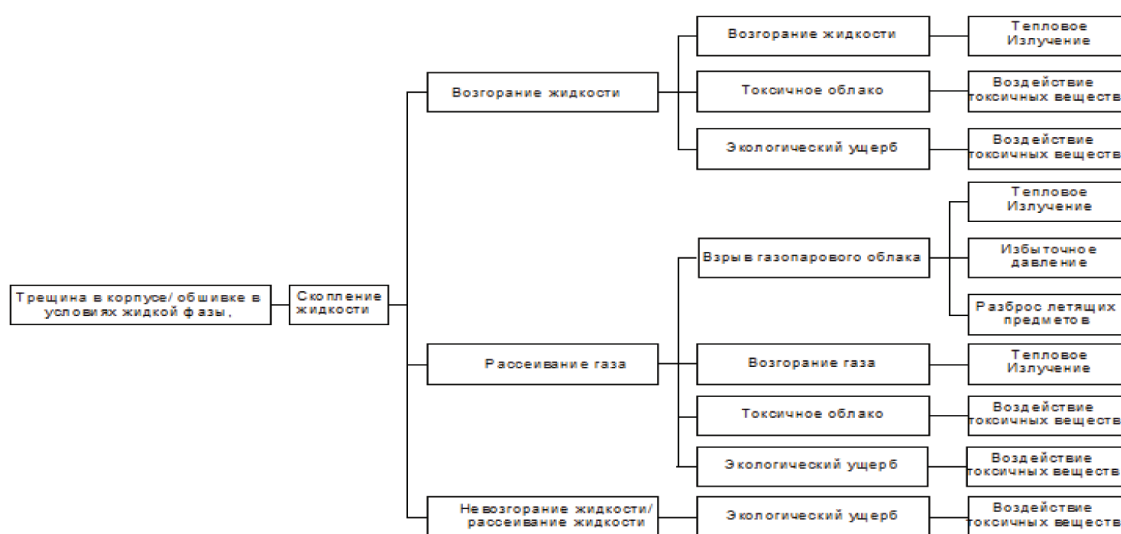 Трещина в корпусе/ обшивке в
условиях жидкой фазы,
Скопление
жидкости
Возгорание жидкости
Возгорание жидкости
Тепловое
Излучение
Токсичное облако
Воздействие
токсичных веществ
Экологический ущерб
Воздействие
токсичных веществ
Рассеивание газа
Взрыв газопарового облака
Тепловое
Излучение
Избыточное
давление
Разброс летящих
предметов
Возгорание газа
Тепловое
Излучение
Токсичное облако
Воздействие
токсичных веществ
Экологический ущерб
Воздействие
токсичных веществ
Невозгорание жидкости/
рассеивание жидкости
Экологический ущерб
Воздействие
токсичных веществ